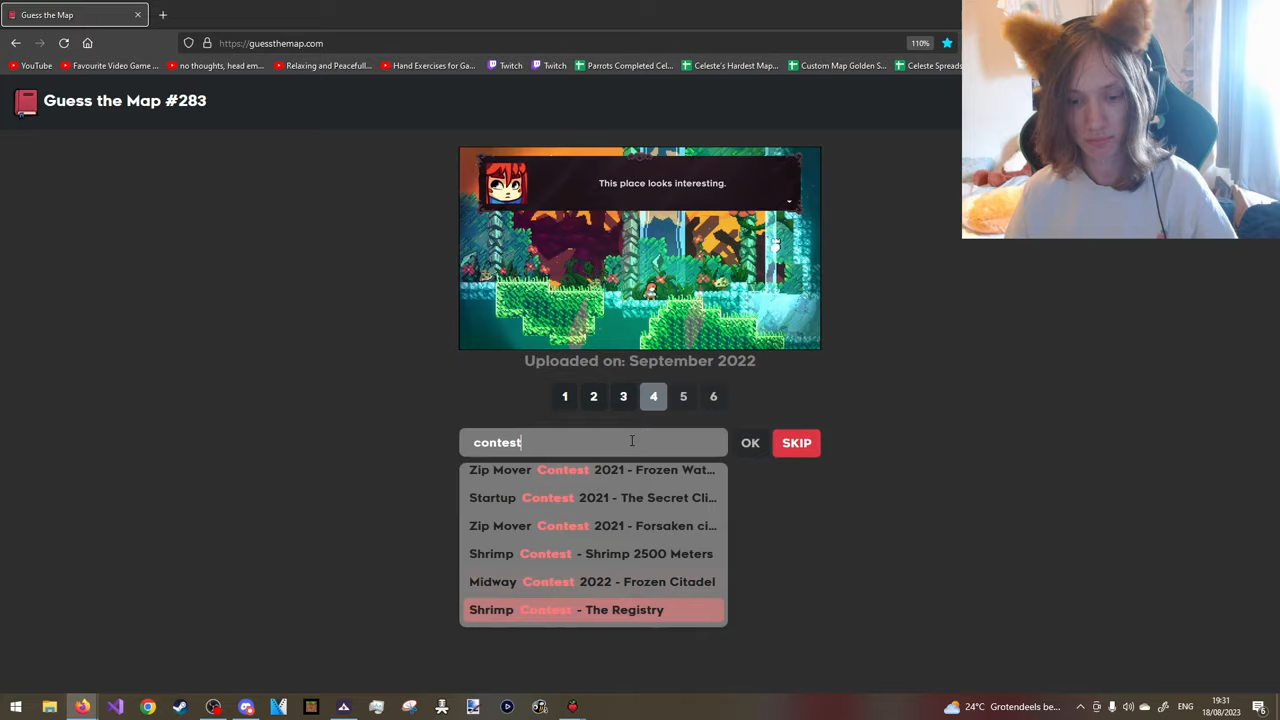 Guess the Map
https://guessthemap.com
110%
YouTube
Favourite Video Game ...
no thoughts, head em...
Relaxing and Peacefull...
Hand Exercises for Ga...
Twitch
Twitch
Parrots Completed Cel...
Celeste's Hardest Map...
Custom Map Golden S...
Celeste Spreads
Guess the Map #283
This place looks interesting.
Uploaded on: September 2022
1 2 3 4 5 6
contest
OK
SKIP
Zip Mover Contest 2021 - Frozen Wat...
Startup Contest 2021 - The Secret Cli...
Zip Mover Contest 2021 - Forsaken ci...
Shrimp Contest - Shrimp 2500 Meters
Midway Contest 2022 - Frozen Citadel
Shrimp Contest - The Registry
24°C Grotendeels be...
ENG
19:31
18/08/2023
6